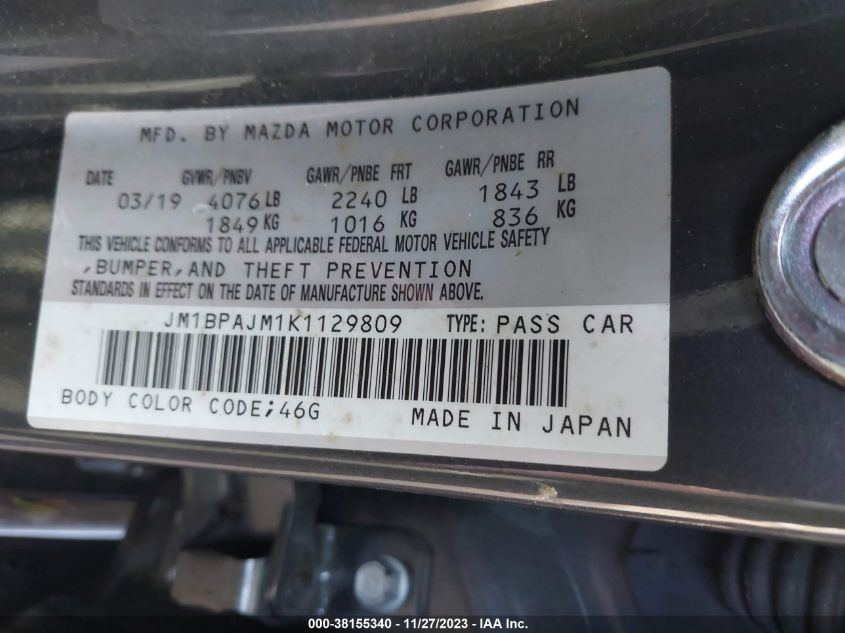 MFD. BY MAZDA MOTOR CORPORATION
DATE GVWR/PNBV GAWR/PNBE FRT GAWR/PNBE RR
03/19 4076 LB 2240 LB 1843 LB
1849 KG 1016 KG 836 KG
THIS VEHICLE CONFORMS TO ALL APPLICABLE FEDERAL MOTOR VEHICLE SAFETY
,BUMPER,AND THEFT PREVENTION
STANDARDS IN EFFECT ON THE DATE OF MANUFACTURE SHOWN ABOVE.
JM1BPAJM1K1129809 TYPE: PASS CAR
BODY COLOR CODE;46G MADE IN JAPAN
000-38155340 - 11/27/2023 - IAAI.COM